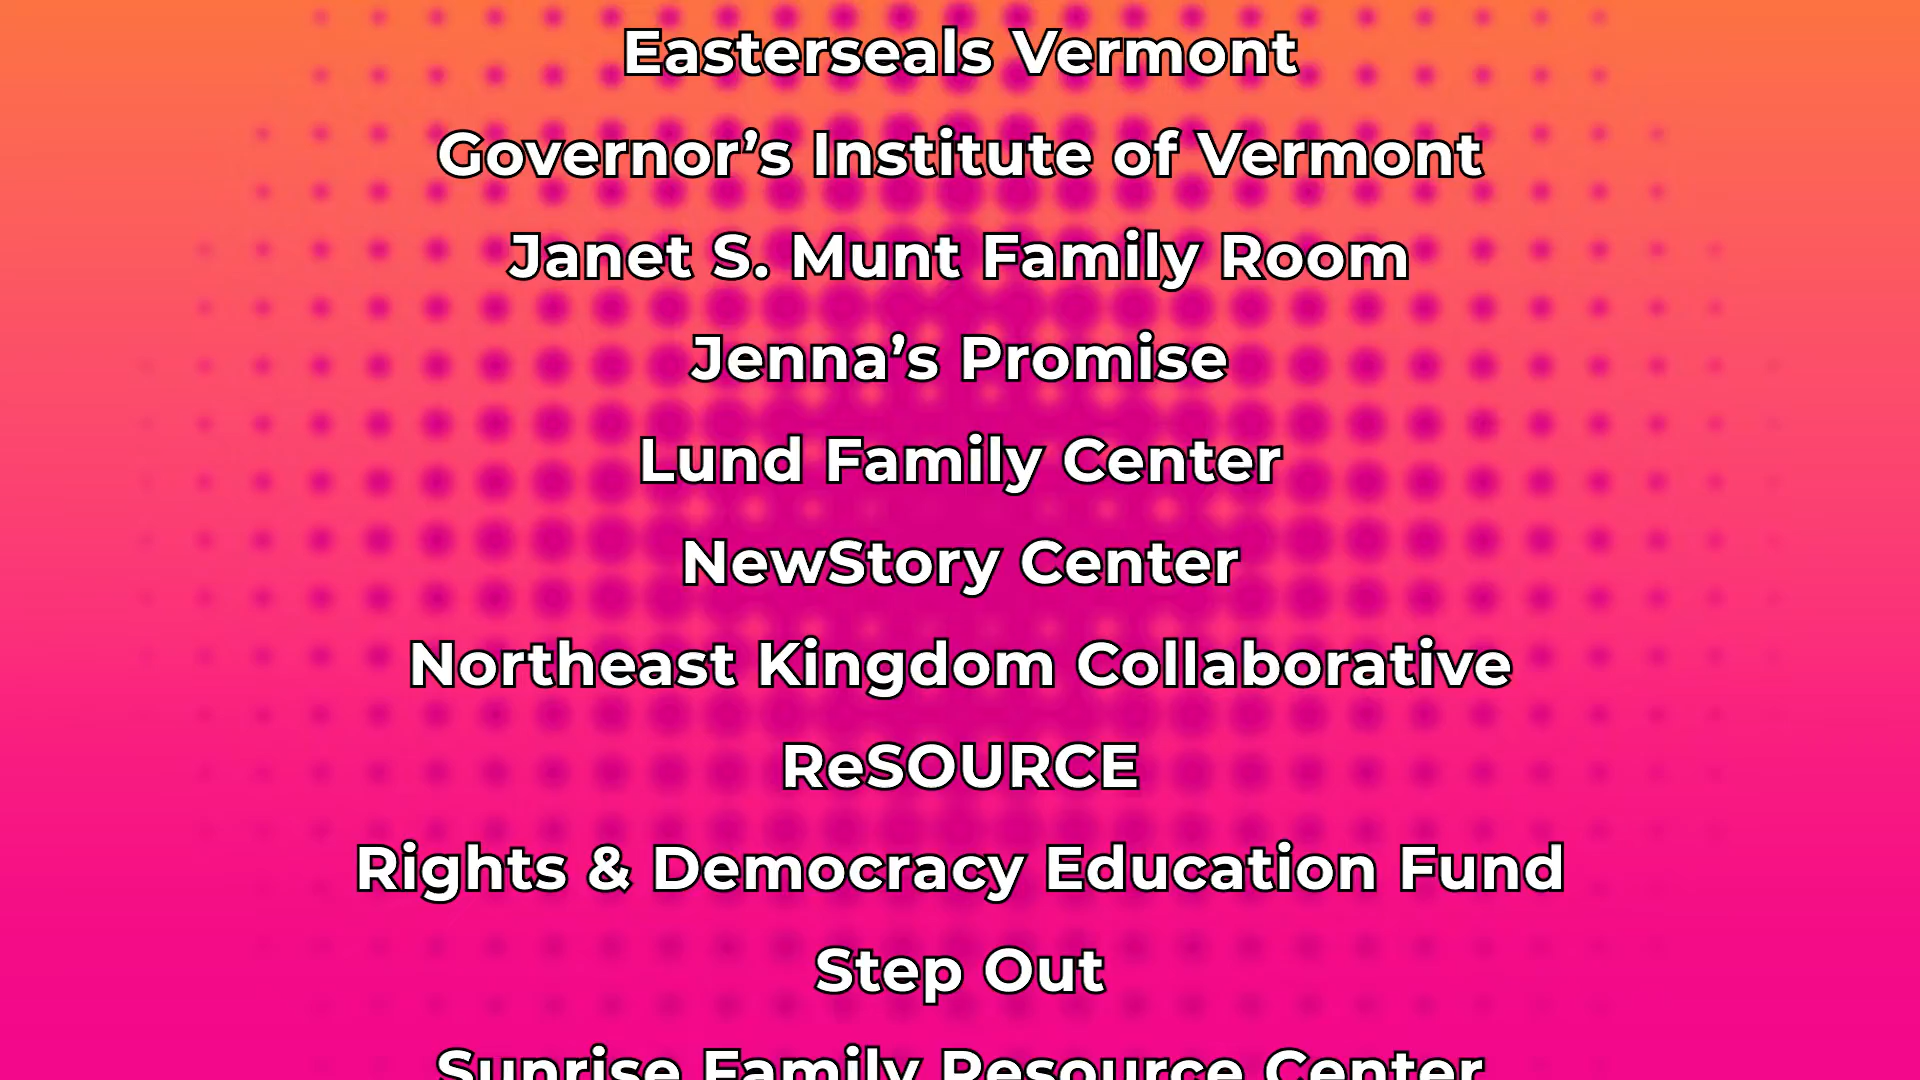 Easterseals Vermont
Governor’s Institute of Vermont
Janet S. Munt Family Room
Jenna’s Promise
Lund Family Center
NewStory Center
Northeast Kingdom Collaborative
ReSOURCE
Rights & Democracy Education Fund
Step Out
Sunrise Family Resource Center